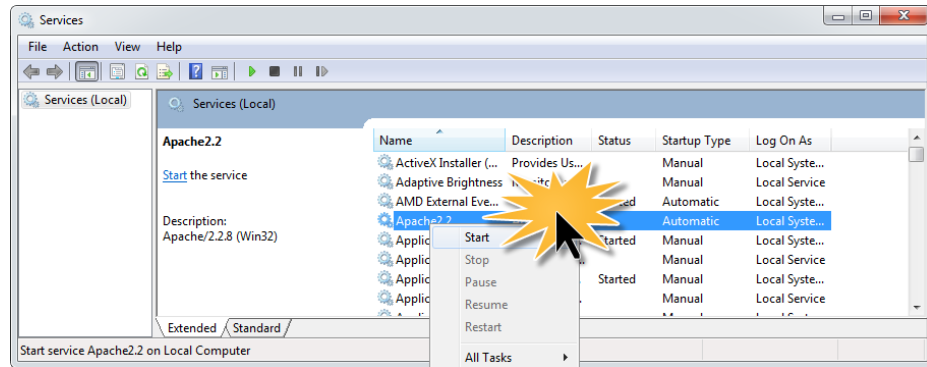 Services
File Action View Help
Services (Local)
Services (Local)
Apache2.2
Start the service
Description:
Apache/2.2.8 (Win32)
Name Description Status Startup Type Log On As
ActiveX Installer (... Provides Us... Manual Local Syste...
Adaptive Brightness Manual Local Service
AMD External Eve... Automatic Local Syste...
Apache2.2 Automatic Local Syste...
Applic Started Manual Local Syste...
Applic Manual Local Service
Applic Started Manual Local Syste...
Applic Manual Local Service
Start
Stop
Pause
Resume
Restart
All Tasks
Extended Standard
Start service Apache2.2 on Local Computer